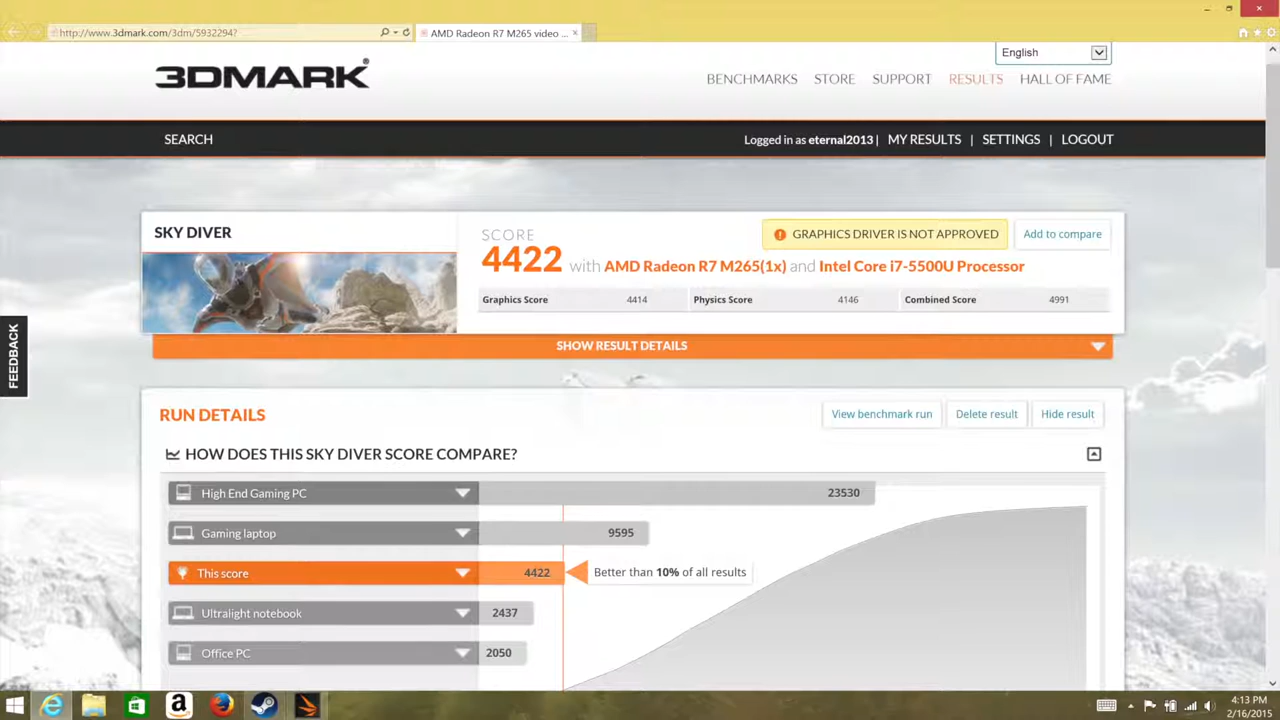 http://www.3dmark.com/3dm/5932294?
AMD Radeon R7 M265 video ...
English
3DMARK®
BENCHMARKS STORE SUPPORT RESULTS HALL OF FAME
SEARCH
Logged in as eternal2013 | MY RESULTS | SETTINGS | LOGOUT
SKY DIVER
SCORE
GRAPHICS DRIVER IS NOT APPROVED
Add to compare
4422 with AMD Radeon R7 M265(1x) and Intel Core i7-5500U Processor
Graphics Score 4414 Physics Score 4146 Combined Score 4991
SHOW RESULT DETAILS
FEEDBACK
RUN DETAILS
View benchmark run Delete result Hide result
HOW DOES THIS SKY DIVER SCORE COMPARE?
High End Gaming PC 23530
Gaming laptop 9595
This score 4422 Better than 10% of all results
Ultralight notebook 2437
Office PC 2050
4:13 PM
2/16/2015